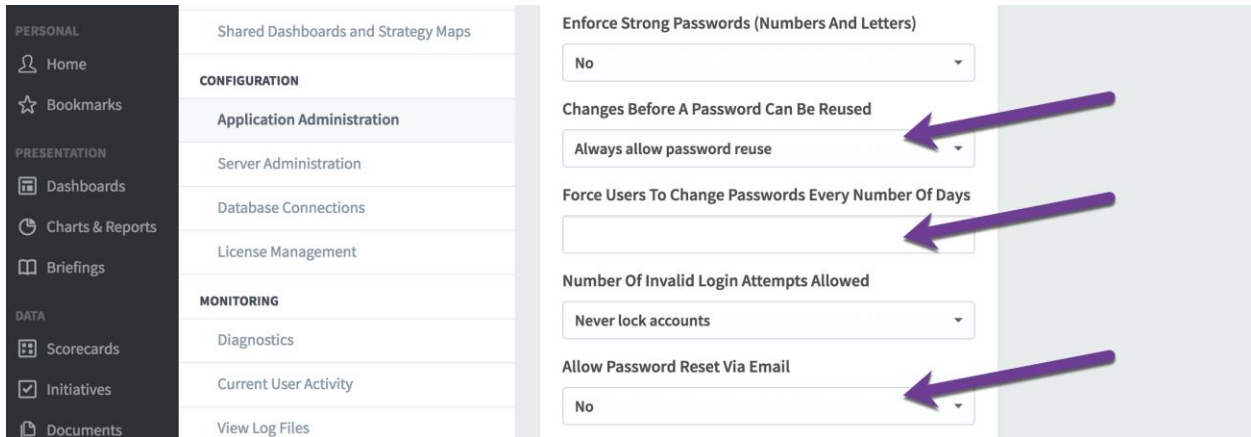 PERSONAL
Home
Bookmarks
PRESENTATION
Dashboards
Charts & Reports
Briefings
DATA
Scorecards
Initiatives
Documents
Shared Dashboards and Strategy Maps
CONFIGURATION
Application Administration
Server Administration
Database Connections
License Management
MONITORING
Diagnostics
Current User Activity
View Log Files
Enforce Strong Passwords (Numbers And Letters)
No
Changes Before A Password Can Be Reused
Always allow password reuse
Force Users To Change Passwords Every Number Of Days
Number Of Invalid Login Attempts Allowed
Never lock accounts
Allow Password Reset Via Email
No